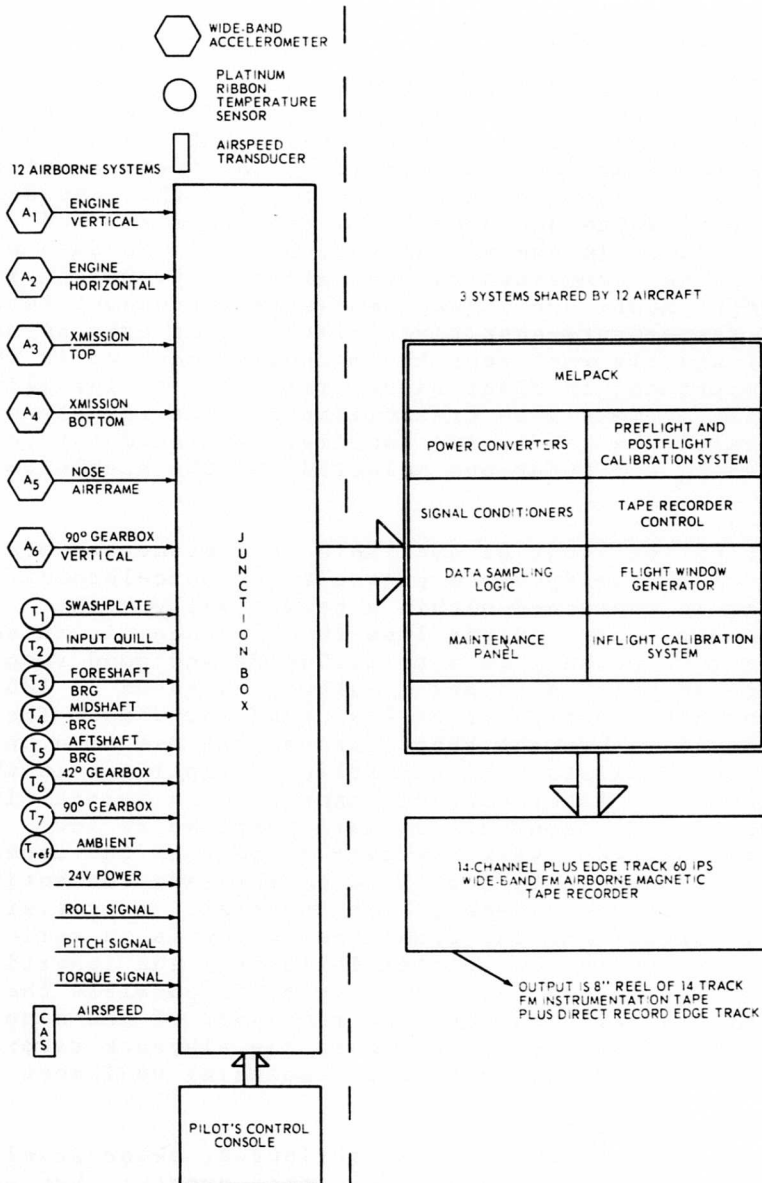 WIDE-BAND
ACCELEROMETER
PLATINUM
RIBBON
TEMPERATURE
SENSOR
AIRSPEED
TRANSDUCER
12 AIRBORNE SYSTEMS
A1 ENGINE
VERTICAL
A2 ENGINE
HORIZONTAL
A3 XMISSION
TOP
A4 XMISSION
BOTTOM
A5 NOSE
AIRFRAME
A6 90° GEARBOX
VERTICAL
T1 SWASHPLATE
T2 INPUT QUILL
T3 FORESHAFT
BRG
T4 MIDSHAFT
BRG
T5 AFTSHAFT
BRG
T6 42° GEARBOX
T7 90° GEARBOX
Tref AMBIENT
24V POWER
ROLL SIGNAL
PITCH SIGNAL
TORQUE SIGNAL
CAS AIRSPEED
JUNCTION BOX
PILOT'S CONTROL
CONSOLE
3 SYSTEMS SHARED BY 12 AIRCRAFT
MELPACK
POWER CONVERTERS
PREFLIGHT AND
POSTFLIGHT
CALIBRATION SYSTEM
SIGNAL CONDITIONERS
TAPE RECORDER
CONTROL
DATA SAMPLING
LOGIC
FLIGHT WINDOW
GENERATOR
MAINTENANCE
PANEL
INFLIGHT CALIBRATION
SYSTEM
14-CHANNEL PLUS EDGE TRACK 60 IPS
WIDE-BAND FM AIRBORNE MAGNETIC
TAPE RECORDER
OUTPUT IS 8" REEL OF 14 TRACK
FM INSTRUMENTATION TAPE
PLUS DIRECT RECORD EDGE TRACK